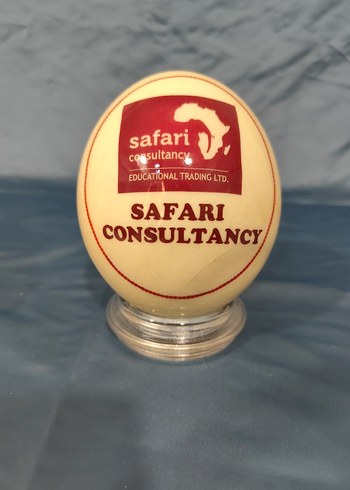 safari
consultancy
EDUCATIONAL TRADING LTD.
SAFARI
CONSULTANCY